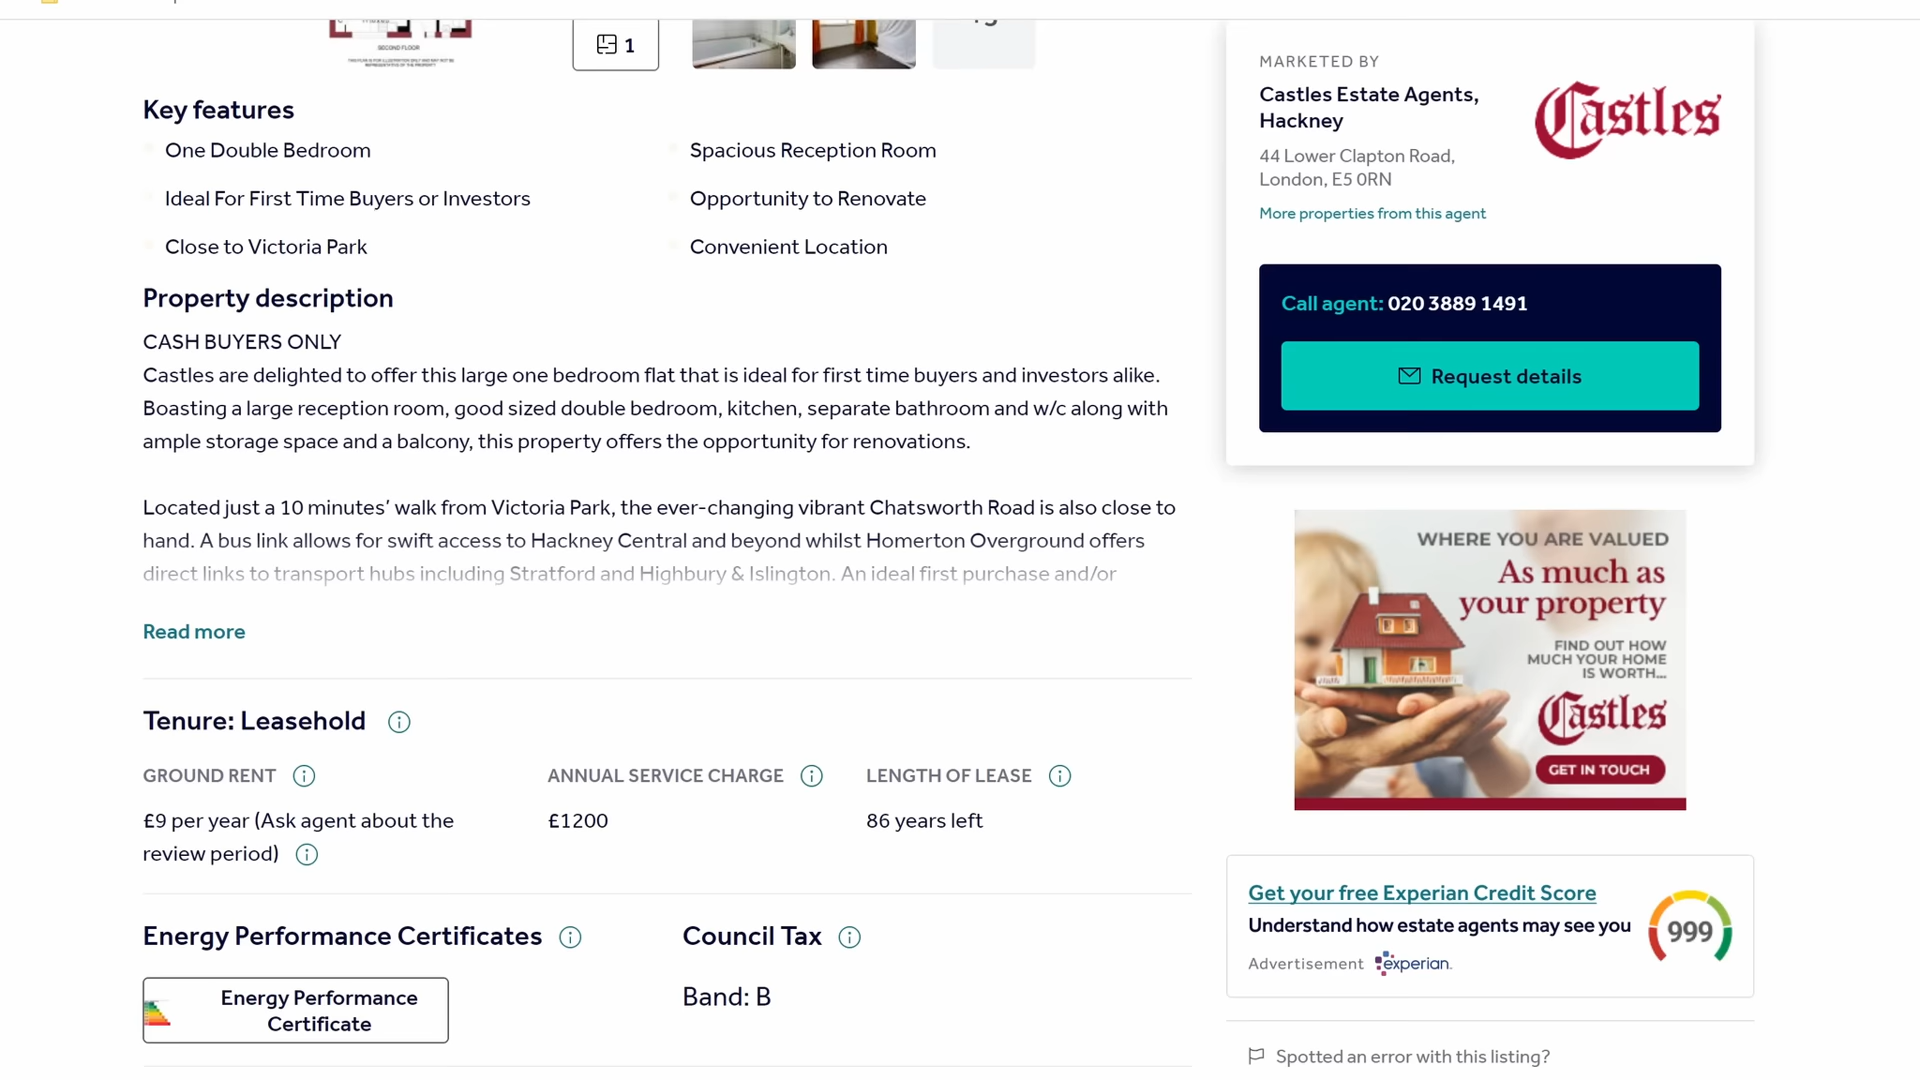 SECOND FLOOR
1
Key features
One Double Bedroom
Spacious Reception Room
Ideal For First Time Buyers or Investors
Opportunity to Renovate
Close to Victoria Park
Convenient Location
Property description
CASH BUYERS ONLY
Castles are delighted to offer this large one bedroom flat that is ideal for first time buyers and investors alike.
Boasting a large reception room, good sized double bedroom, kitchen, separate bathroom and w/c along with
ample storage space and a balcony, this property offers the opportunity for renovations.
Located just a 10 minutes’ walk from Victoria Park, the ever-changing vibrant Chatsworth Road is also close to
hand. A bus link allows for swift access to Hackney Central and beyond whilst Homerton Overground offers
direct links to transport hubs including Stratford and Highbury & Islington. An ideal first purchase and/or
Read more
Tenure: Leasehold
GROUND RENT
£9 per year (Ask agent about the
review period)
ANNUAL SERVICE CHARGE
£1200
LENGTH OF LEASE
86 years left
Energy Performance Certificates
Energy Performance
Certificate
Council Tax
Band: B
MARKETED BY
Castles Estate Agents,
Hackney
Castles
44 Lower Clapton Road,
London, E5 0RN
More properties from this agent
Call agent: 020 3889 1491
Request details
WHERE YOU ARE VALUED
As much as
your property
FIND OUT HOW
MUCH YOUR HOME
IS WORTH...
Castles
GET IN TOUCH
Get your free Experian Credit Score
Understand how estate agents may see you
999
Advertisement experian.
Spotted an error with this listing?